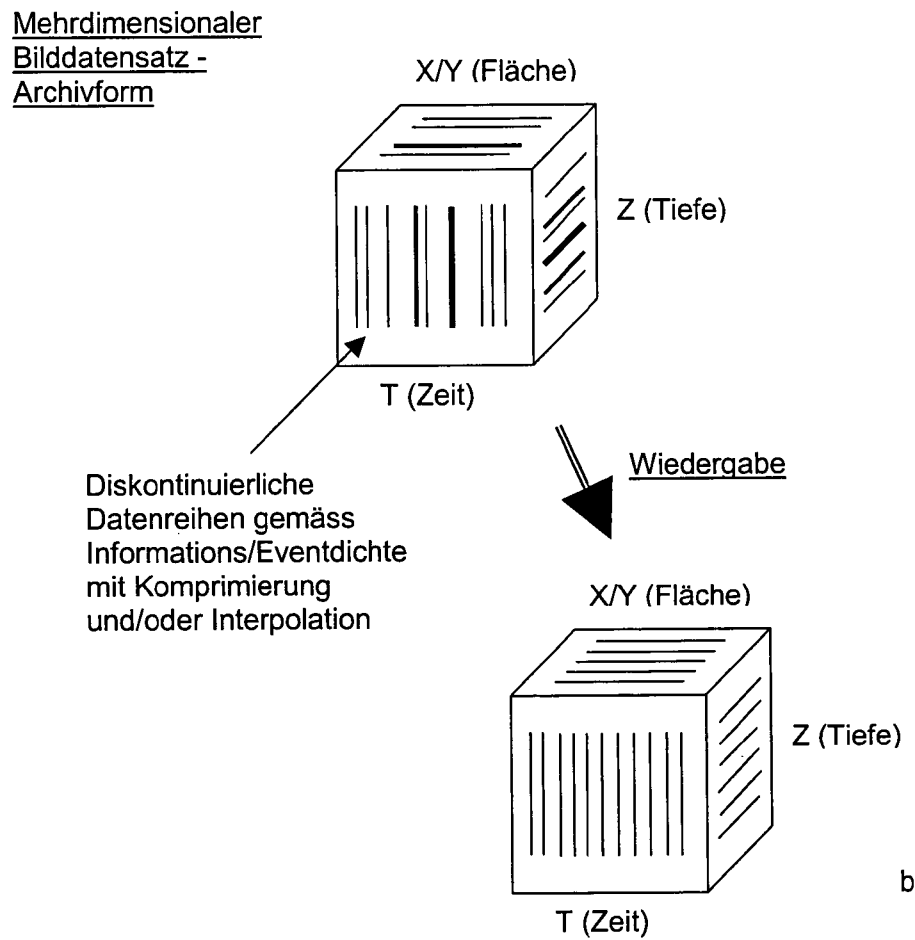 Mehrdimensionaler
Bilddatensatz -
Archivform
X/Y (Fläche)
Z (Tiefe)
T (Zeit)
Diskontinuierliche
Datenreihen gemäss
Informations/Eventdichte
mit Komprimierung
und/oder Interpolation
Wiedergabe
X/Y (Fläche)
Z (Tiefe)
T (Zeit)
b